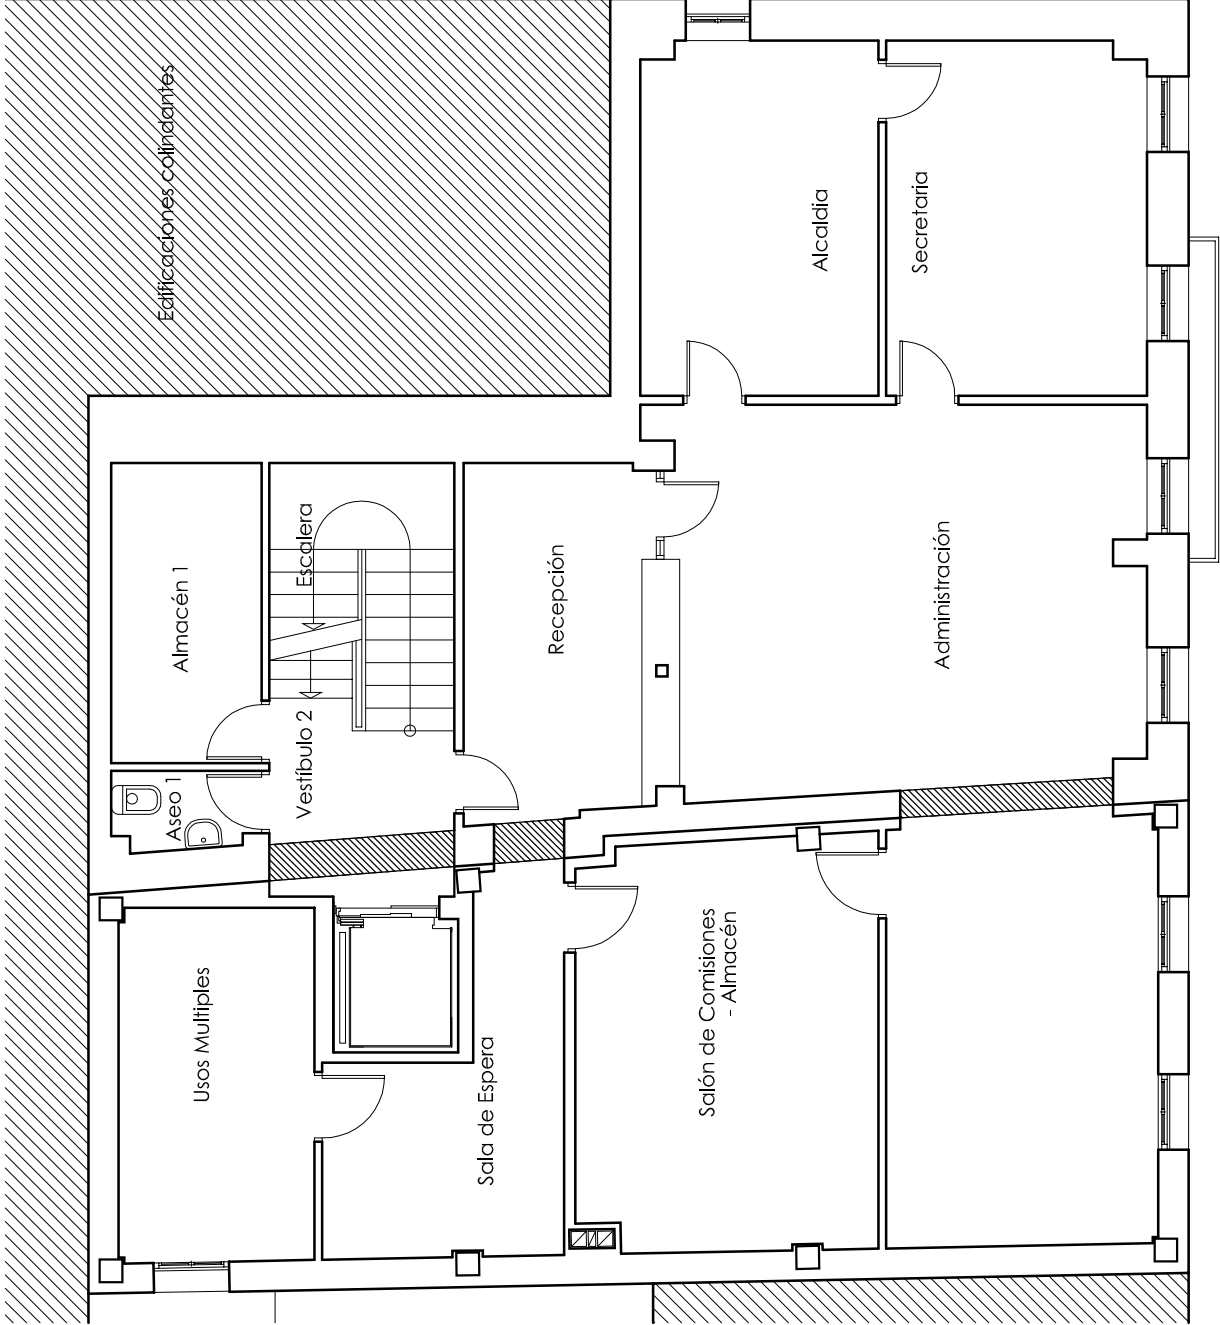 Edificaciones colindantes
Alcaldia
Secretaria
Almacén 1
Escalera
Recepción
Administración
Aseo 1
Vestíbulo 2
Usos Multiples
Sala de Espera
Salón de Comisiones
- Almacén